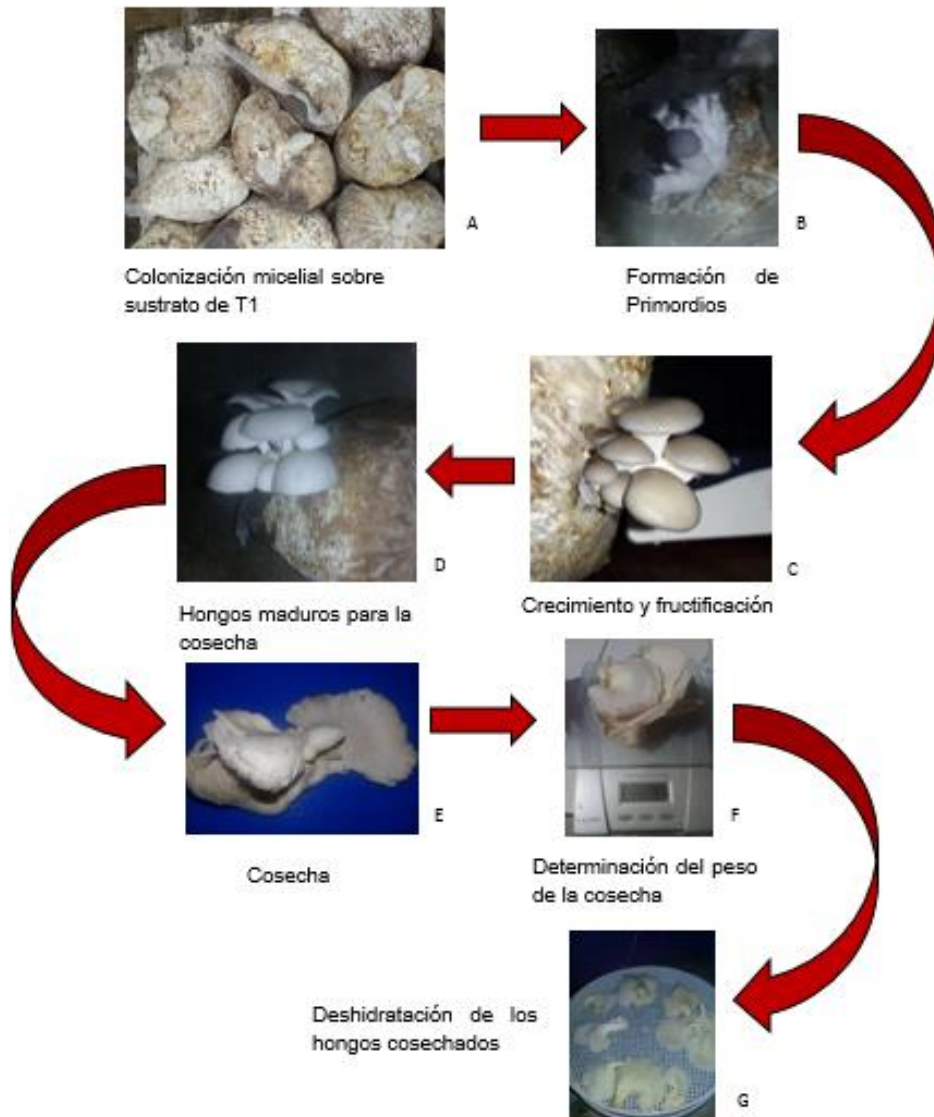 A
B
Colonización micelial sobre
sustrato de T1
Formación de
Primordios
D
C
Hongos maduros para la
cosecha
Crecimiento y fructificación
E
F
Cosecha
Determinación del peso
de la cosecha
Deshidratación de los
hongos cosechados
G